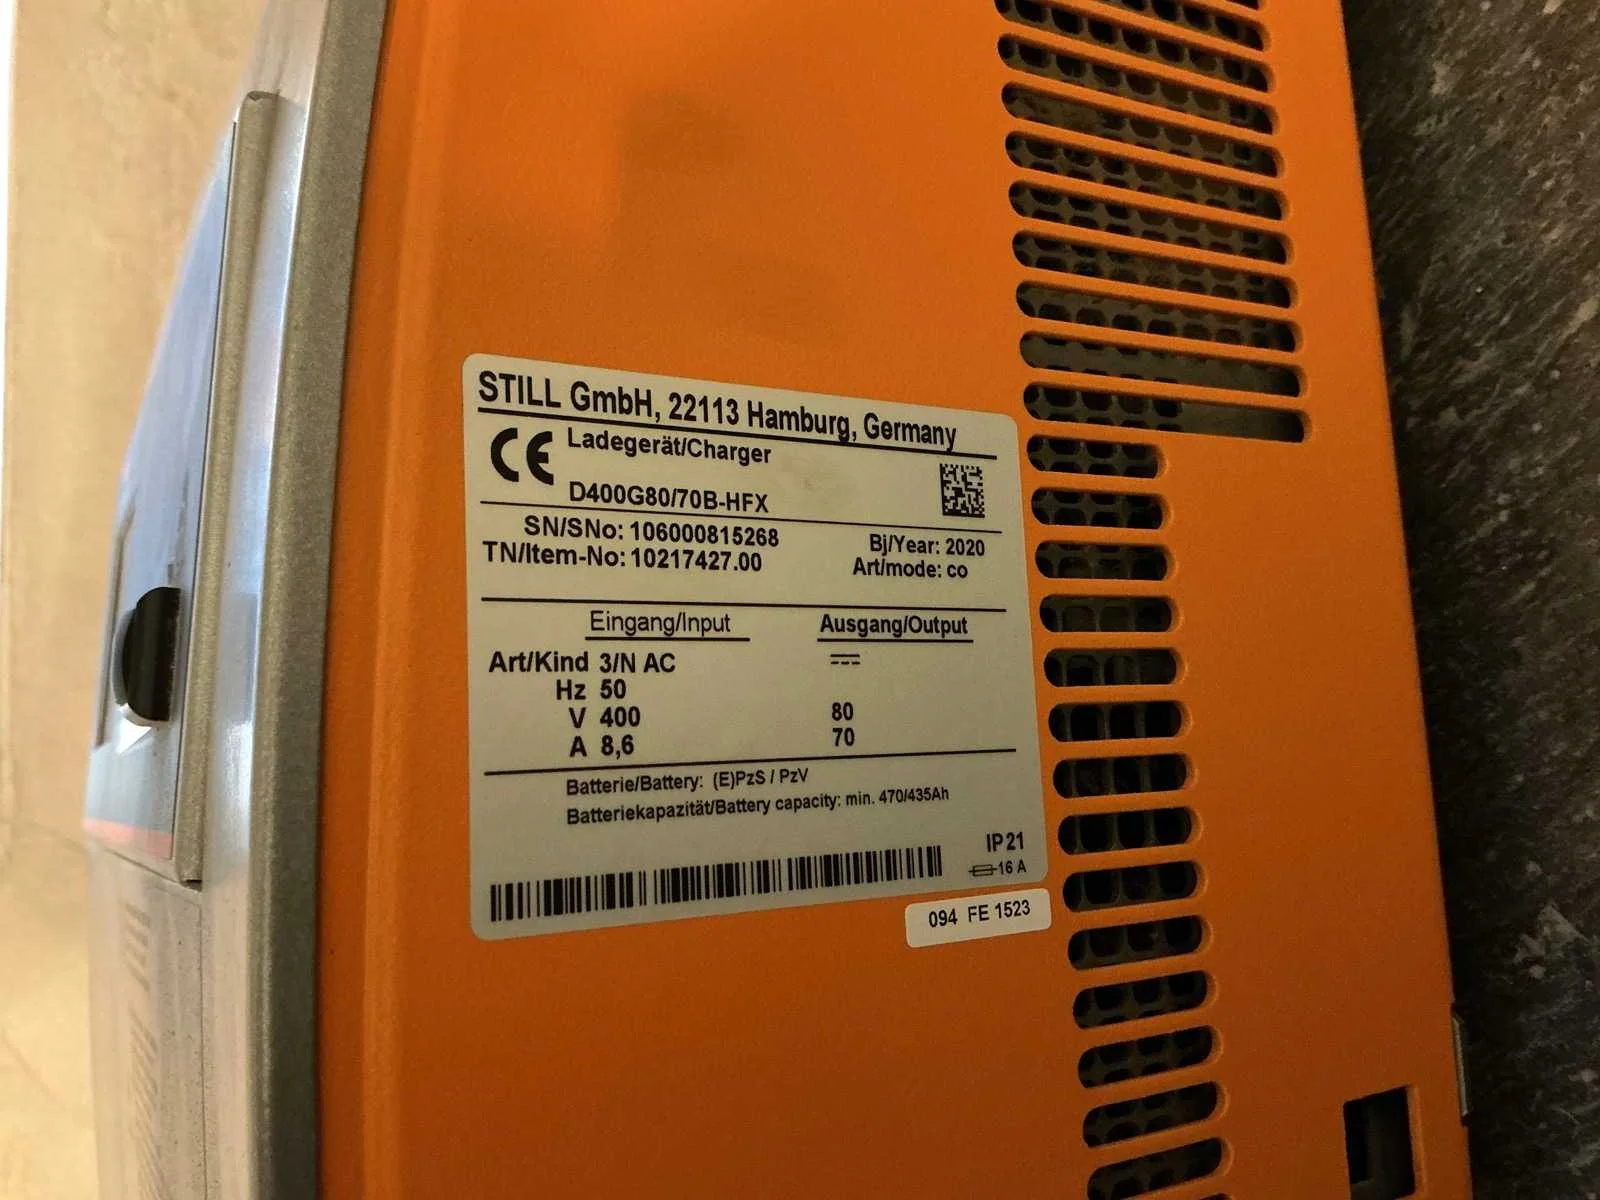 STILL GmbH, 22113 Hamburg, Germany
CE Ladegerät/Charger
D400G80/70B-HFX
SN/SNo: 106000815268
Bj/Year: 2020
TN/Item-No: 10217427.00
Art/mode: co
Eingang/Input Ausgang/Output
Art/Kind 3/N AC
Hz 50
V 400 80
A 8,6 70
Batterie/Battery: (E)PzS / PzV
Batteriekapazität/Battery capacity: min. 470/435Ah
IP 21
16 A
094 FE 1523